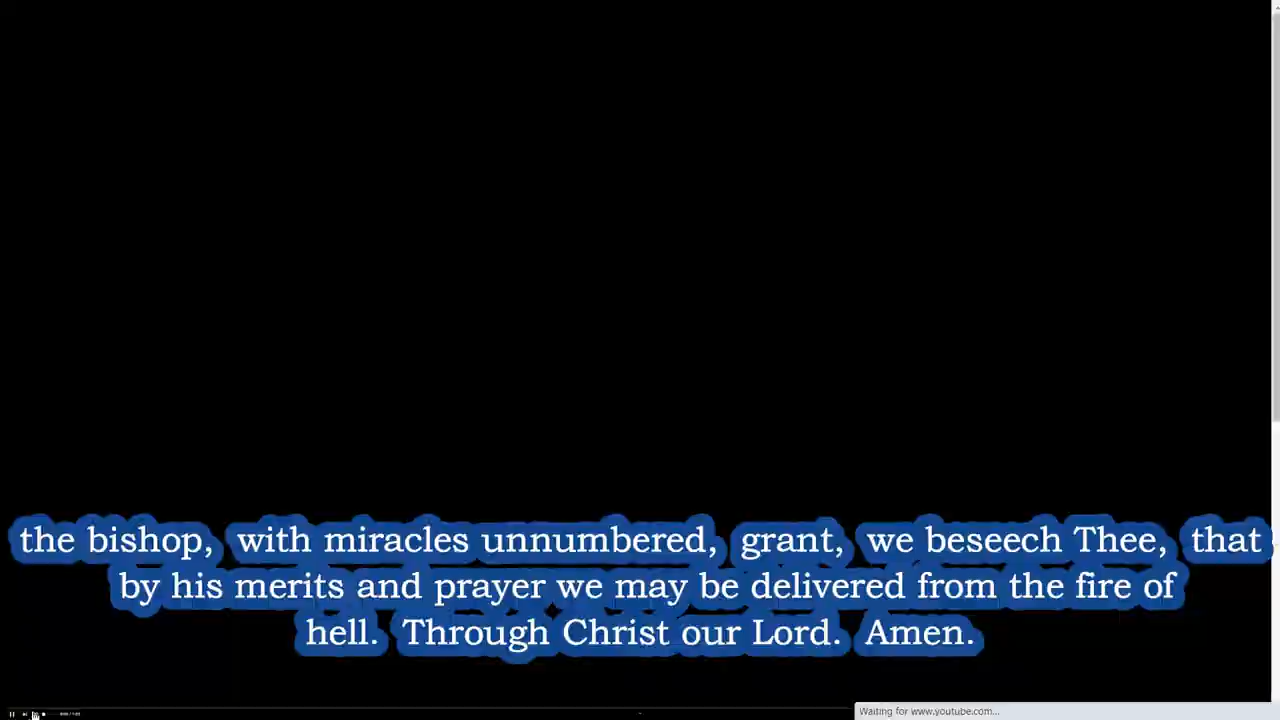 the bishop, with miracles unnumbered, grant, we beseech Thee, that
by his merits and prayer we may be delivered from the fire of
hell. Through Christ our Lord. Amen.
Waiting for www.youtube.com...